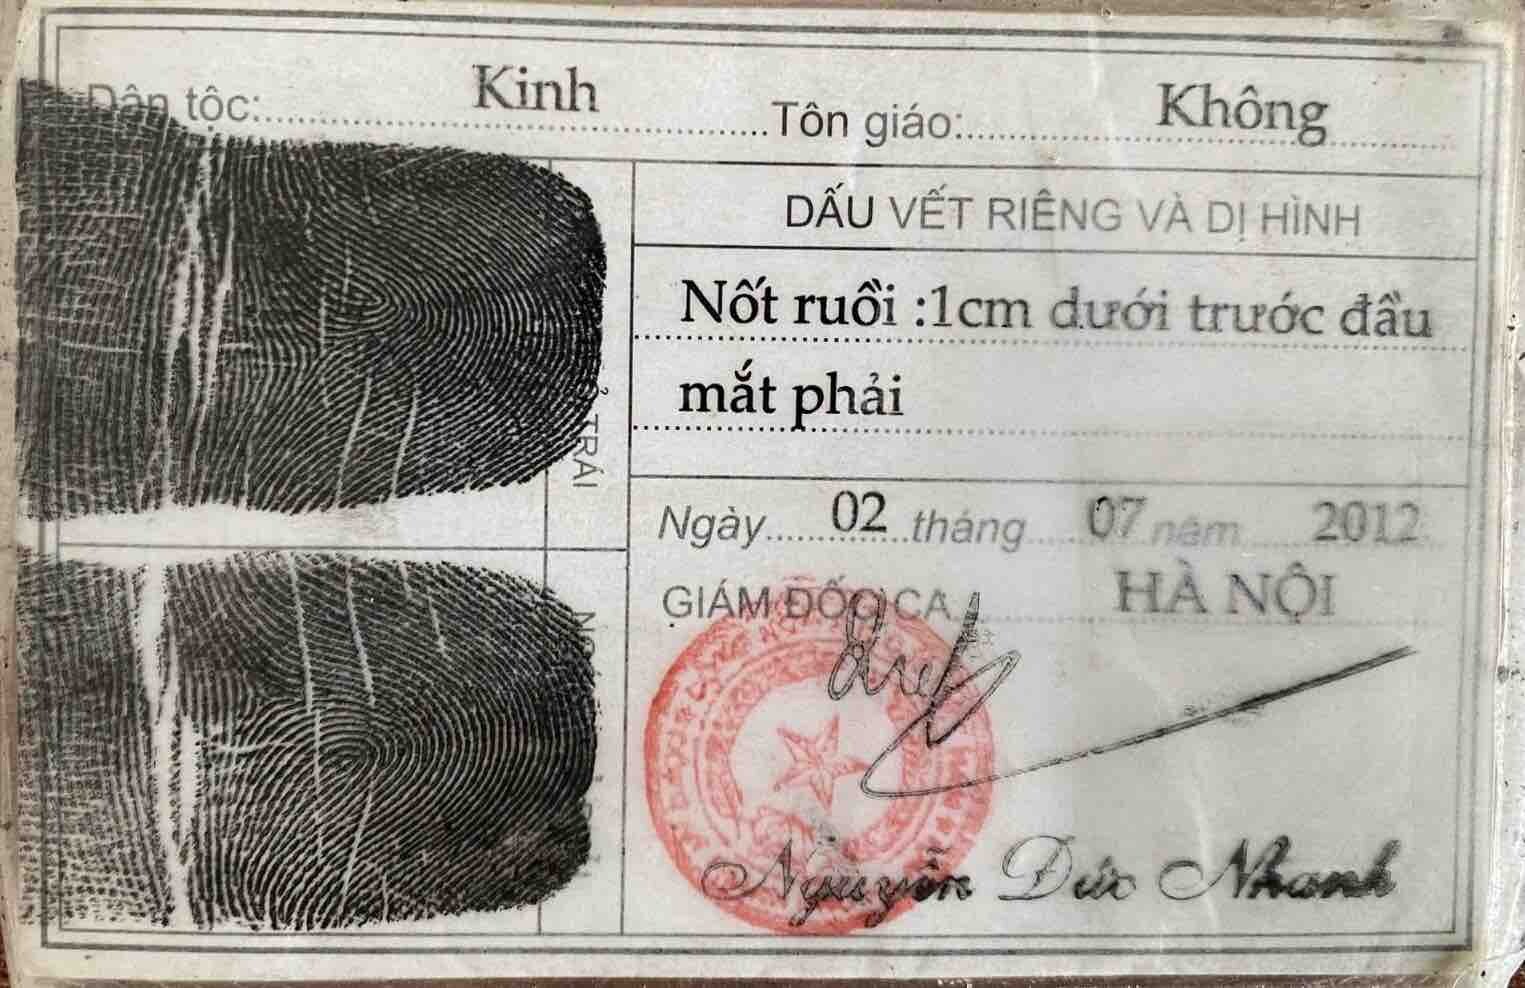 Dân tộc: Kinh Tôn giáo: Không
TRÁI
DẤU VẾT RIÊNG VÀ DỊ HÌNH
Nốt ruồi :1cm dưới trước đầu
mắt phải
Ngày 02 tháng 07 năm 2012
GIÁM ĐỐC CA HÀ NỘI
Nguyễn Đức Nhanh